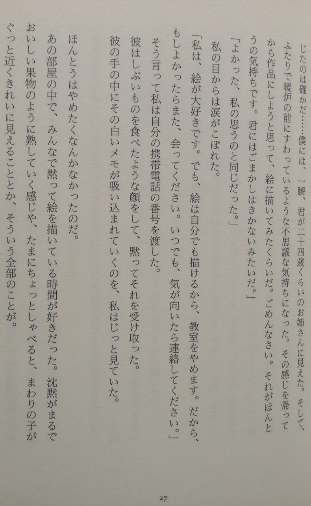 じたのは確かだ……僕には、一瞬、君が二十四歳くらいのお姉さんに見えた。そして、
ふたりで暖炉の前にすわっているような不思議な気持ちになった。その感じを帰って
から作品にしようと思って、絵に描いてみたくらいだ。ごめんなさい。それがほんと
うの気持ちです。君にはごまかしはきかないみたいだ。」
「よかった、私の思うのと同じだった。」
私の目からは涙がこぼれた。
「私は、絵が大好きです。でも、絵は自分でも描けるから、教室をやめます。だから、
もしよかったらまた、会ってください。いつでも、気が向いたら連絡してください。」
そう言って私は自分の携帯電話の番号を渡した。
彼はしぶいものを食べたような顔をして、黙ってそれを受け取った。
彼の手の中にその白いメモが吸い込まれていくのを、私はじっと見ていた。
ほんとうはやめたくなんかなかったのだ。
あの部屋の中で、みんなで黙って絵を描いている時間が好きだった。沈黙がまるで
おいしい果物のように熟していく感じや、たまにちょっとしゃべると、まわりの子が
ぐっと近くきれいに見えることとか、そういう全部のことが。
27